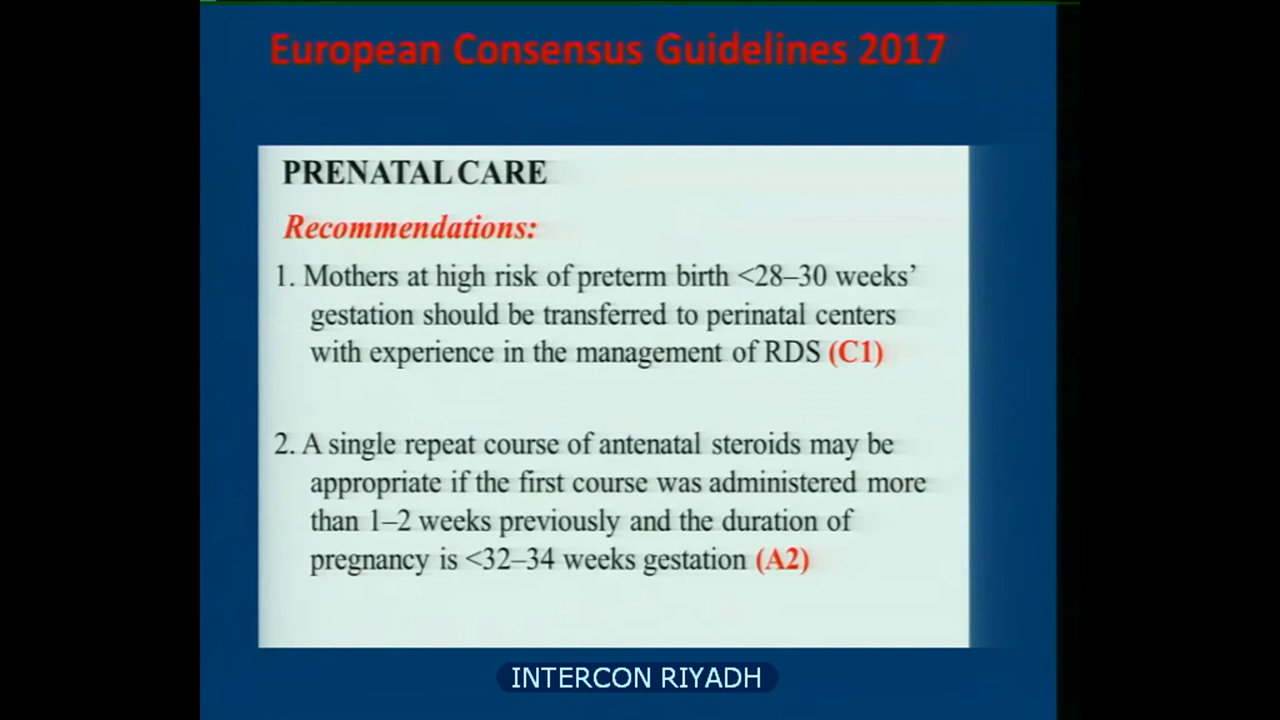 European Consensus Guidelines 2017
PRENATAL CARE
Recommendations:
1. Mothers at high risk of preterm birth <28–30 weeks’
gestation should be transferred to perinatal centers
with experience in the management of RDS (C1)
2. A single repeat course of antenatal steroids may be
appropriate if the first course was administered more
than 1–2 weeks previously and the duration of
pregnancy is <32–34 weeks gestation (A2)
INTERCON RIYADH